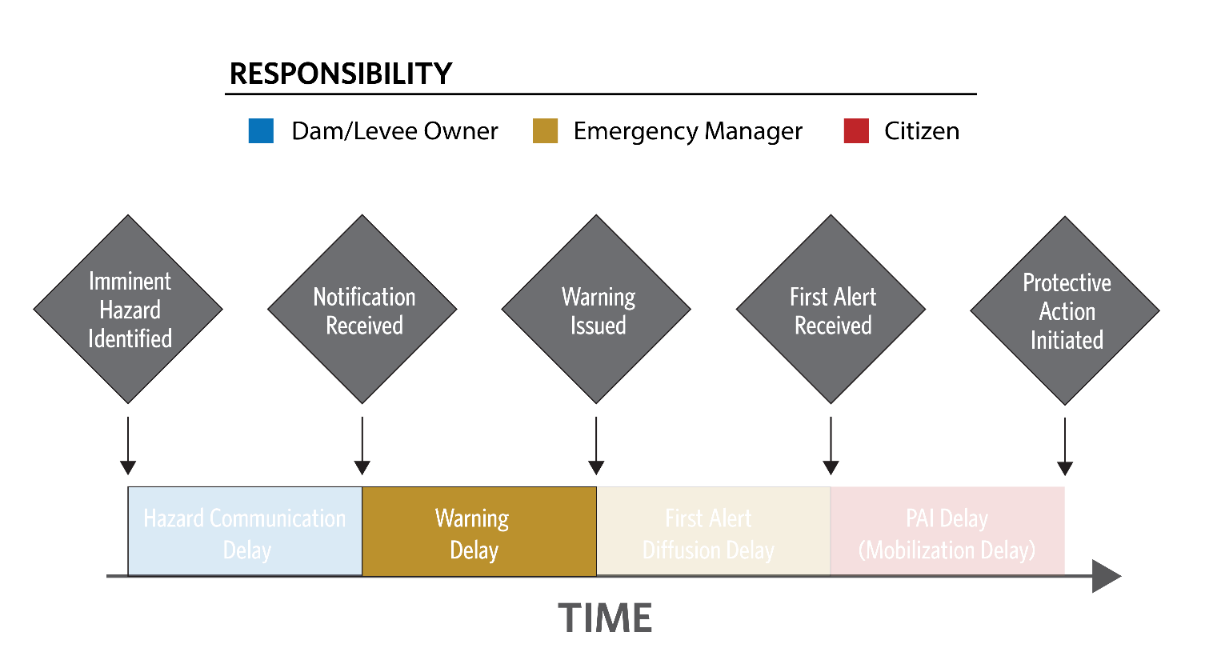 RESPONSIBILITY
Dam/Levee Owner
Emergency Manager
Citizen
Imminent
Hazard
Identified
Notification
Received
Warning
Issued
First Alert
Received
Protective
Action
Initiated
Hazard Communication
Delay
Warning
Delay
First Alert
Diffusion Delay
PAI Delay
(Mobilization Delay)
TIME